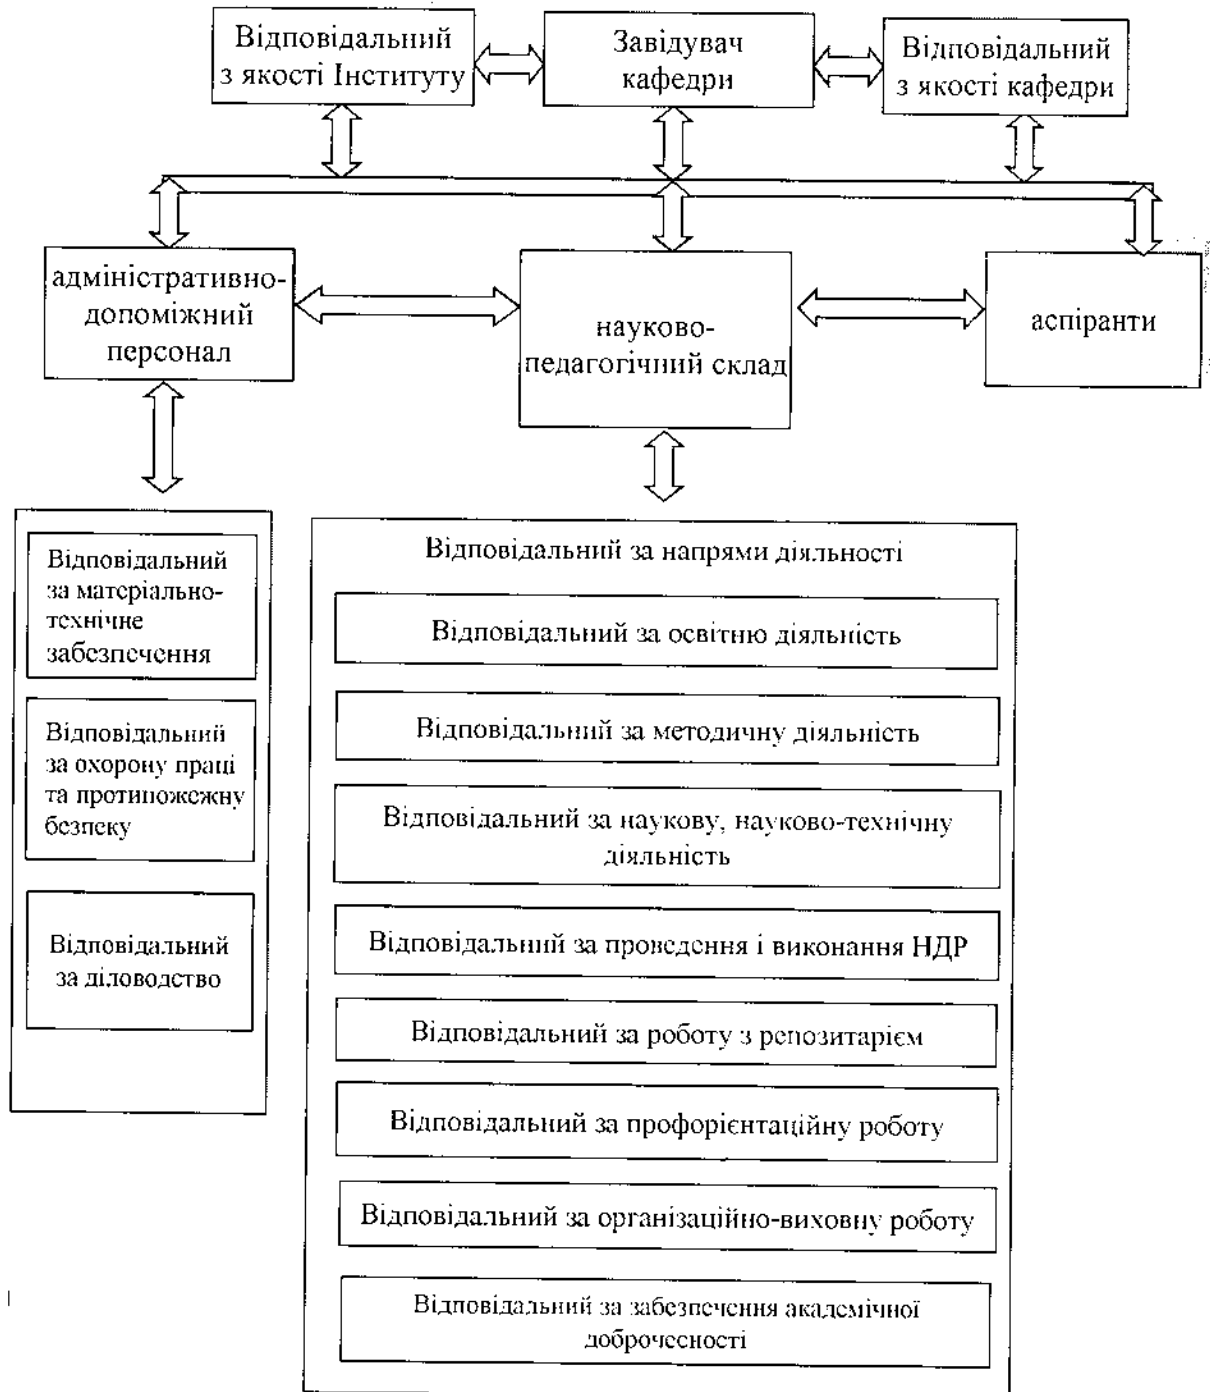 Відповідальний
з якості Інституту
Завідувач
кафедри
Відповідальний
з якості кафедри
адміністративно-
допоміжний
персонал
науково-
педагогічний склад
аспіранти
Відповідальний
за матеріально-
технічне
забезпечення
Відповідальний
за охорону праці
та протипожежну
безпеку
Відповідальний
за діловодство
Відповідальний за напрями діяльності
Відповідальний за освітню діяльність
Відповідальний за методичну діяльність
Відповідальний за наукову, науково-технічну
діяльність
Відповідальний за проведення і виконання НДР
Відповідальний за роботу з репозитарієм
Відповідальний за профорієнтаційну роботу
Відповідальний за організаційно-виховну роботу
Відповідальний за забезпечення академічної
доброчесності